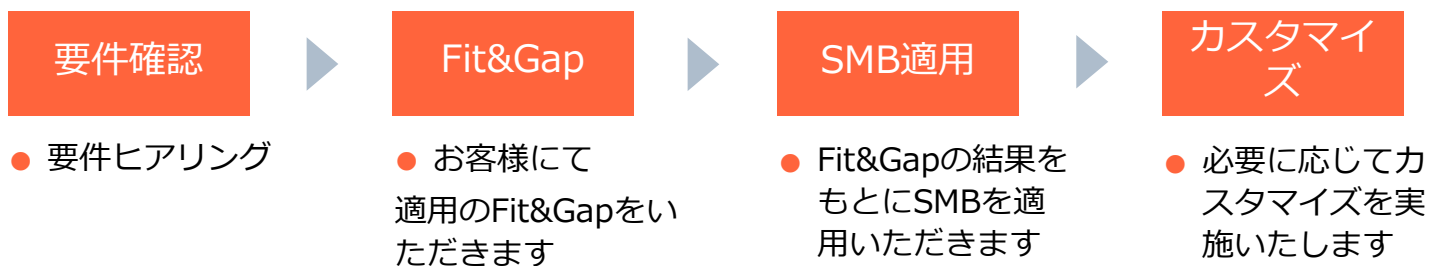 要件確認
Fit&Gap
SMB適用
カスタマイ
ズ
● 要件ヒアリング
● お客様にて
適用のFit&Gapをい
ただきます
● Fit&Gapの結果を
もとにSMBを適
用いただきます
● 必要に応じてカ
スタマイズを実
施いたします